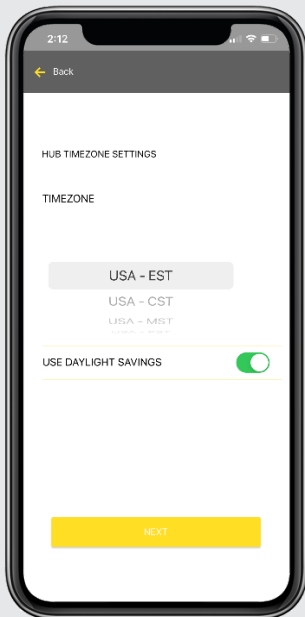 2:12
Back
HUB TIMEZONE SETTINGS
TIMEZONE
USA - EST
USA - CST
USA - MST
USE DAYLIGHT SAVINGS
NEXT